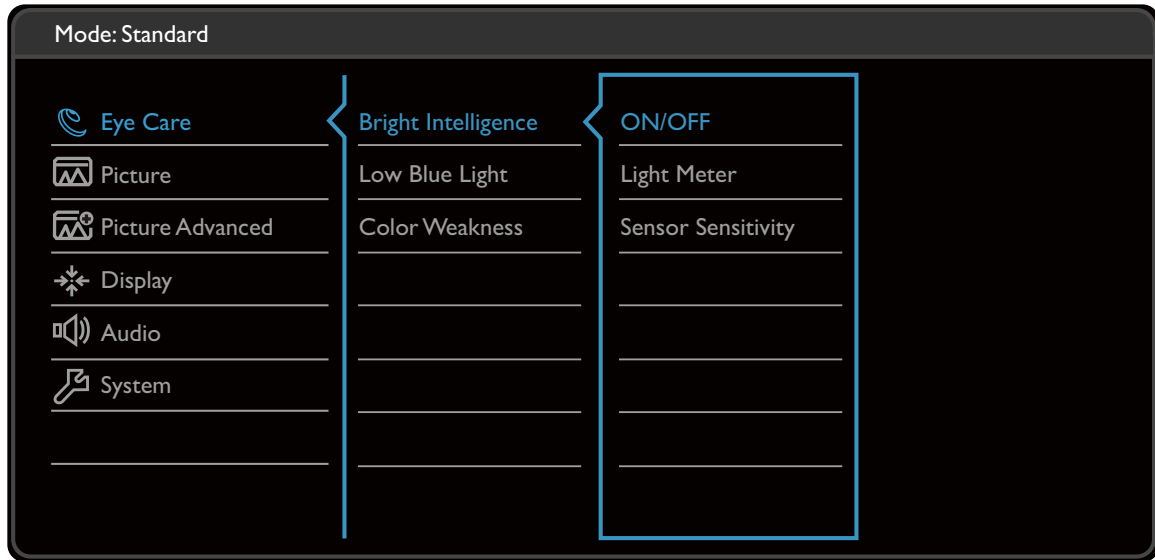 Mode: Standard
Eye Care
Picture
Picture Advanced
Display
Audio
System
Bright Intelligence
Low Blue Light
Color Weakness
ON/OFF
Light Meter
Sensor Sensitivity